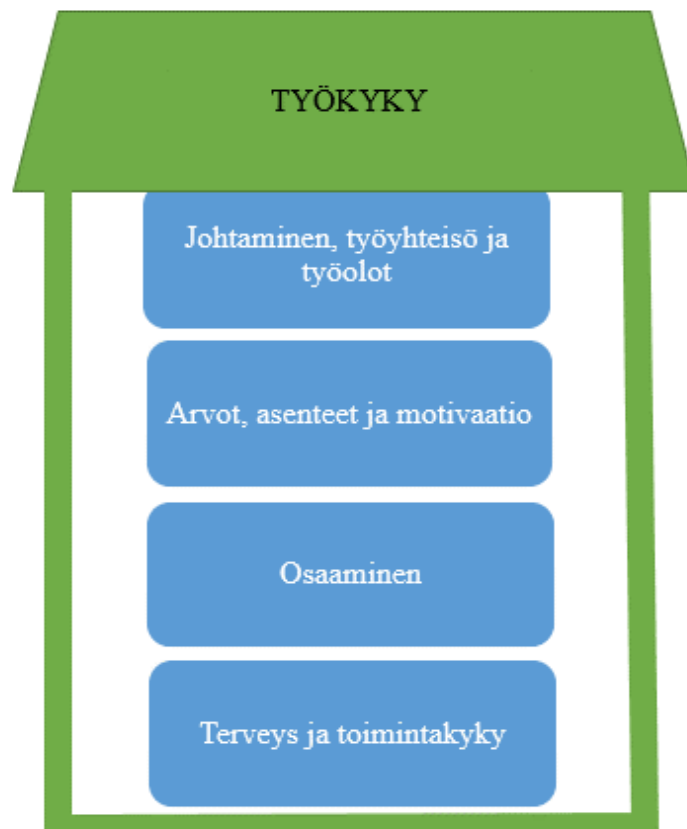 TYÖKYKY
Johtaminen, työyhteisö ja
työolot
Arvot, asenteet ja motivaatio
Osaaminen
Terveys ja toimintakyky